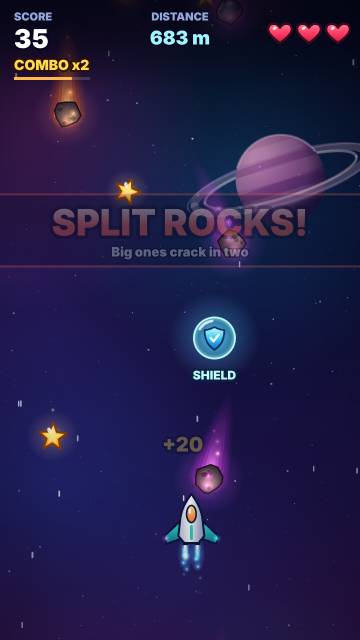 SCORE
35
COMBO x2
DISTANCE
683 m
SPLIT ROCKS!
Big ones crack in two
SHIELD
+20